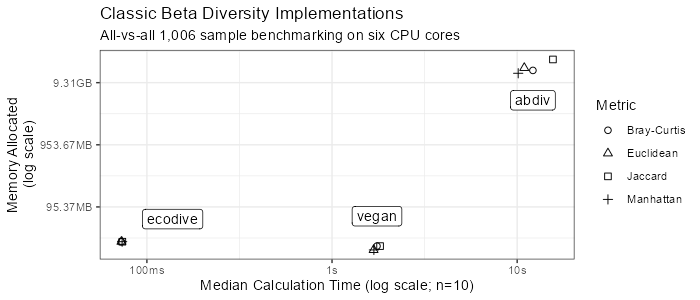 Classic Beta Diversity Implementations
All-vs-all 1,006 sample benchmarking on six CPU cores
Memory Allocated
(log scale)
9.31GB
953.67MB
95.37MB
ecodive
vegan
abdiv
100ms
1s
10s
Median Calculation Time (log scale; n=10)
Metric
Bray-Curtis
Euclidean
Jaccard
Manhattan